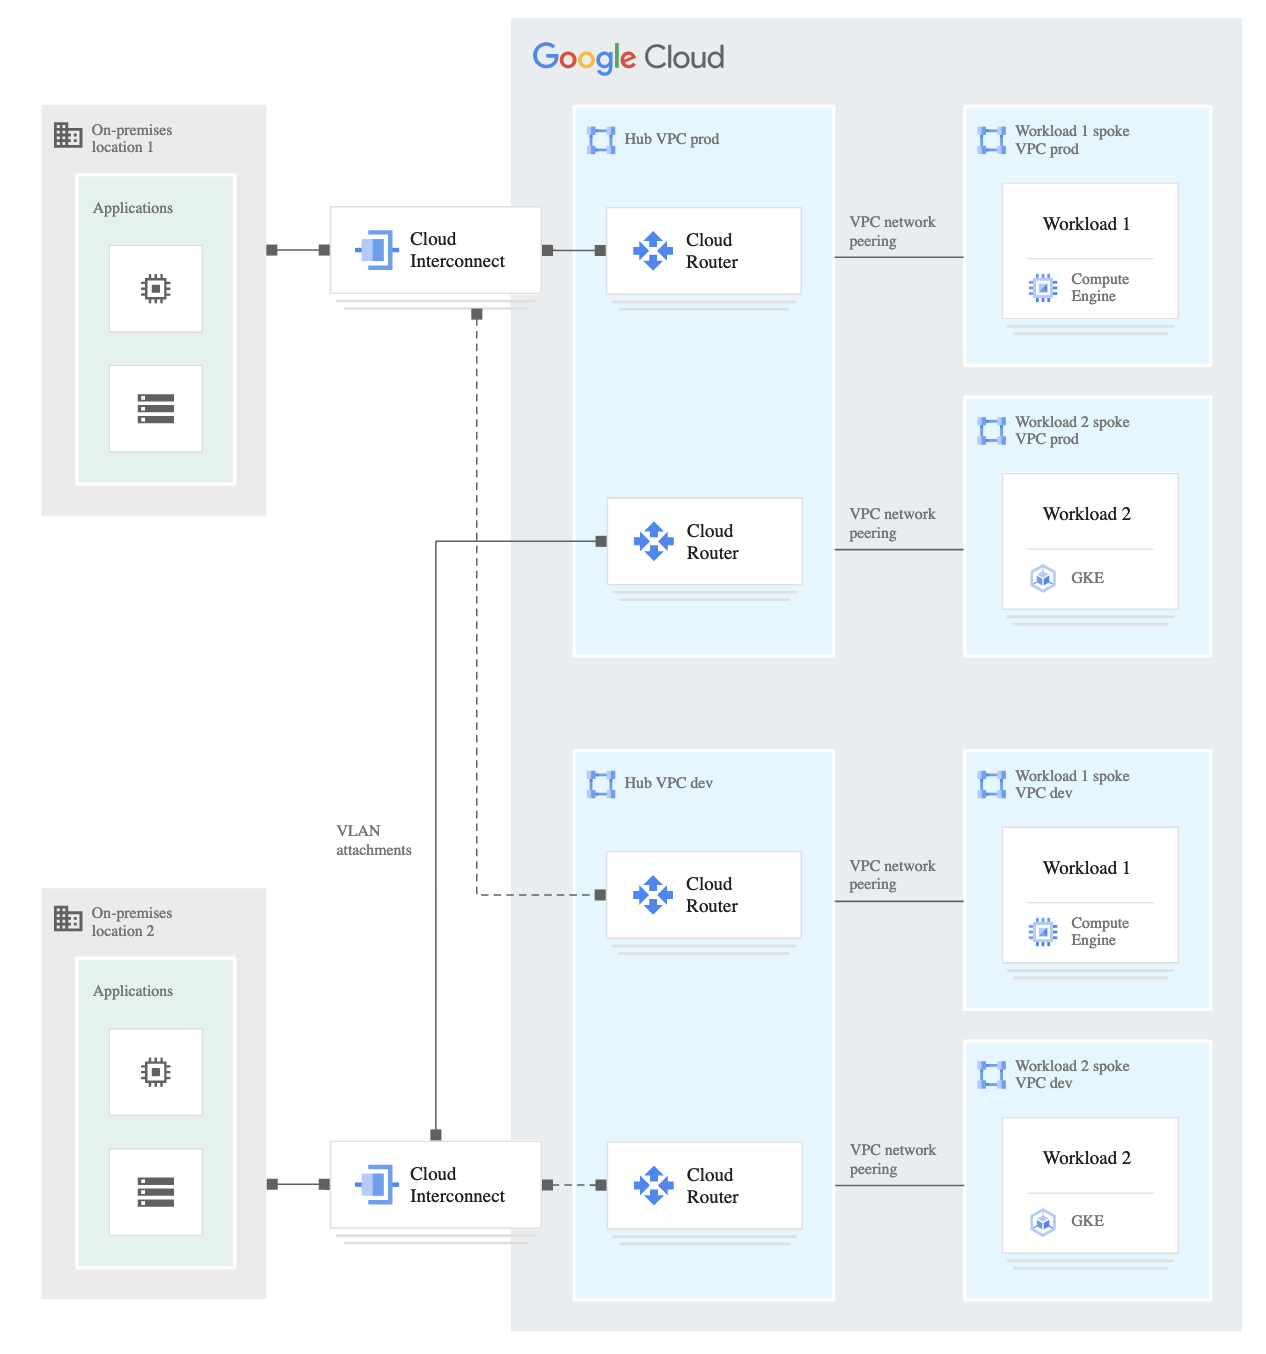 Google Cloud
On-premises
location 1
Applications
Cloud
Interconnect
Hub VPC prod
Cloud
Router
VPC network
peering
Workload 1 spoke
VPC prod
Workload 1
Compute
Engine
Cloud
Router
VPC network
peering
Workload 2 spoke
VPC prod
Workload 2
GKE
VLAN
attachments
Hub VPC dev
Cloud
Router
VPC network
peering
Workload 1 spoke
VPC dev
Workload 1
Compute
Engine
On-premises
location 2
Applications
Cloud
Interconnect
Cloud
Router
VPC network
peering
Workload 2 spoke
VPC dev
Workload 2
GKE